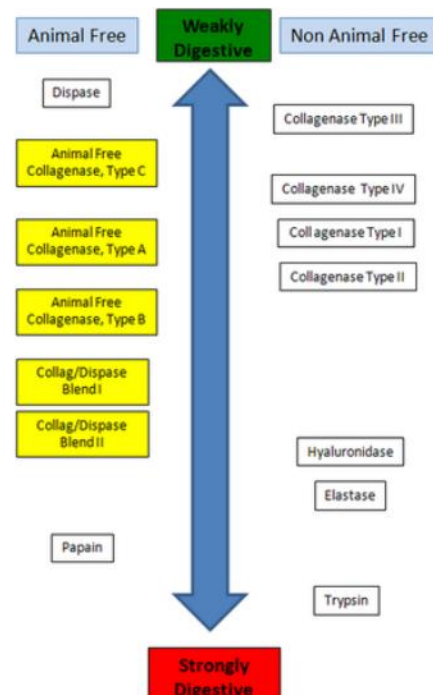 Animal Free
Weakly
Digestive
Non Animal Free
Dispase
Collagenase Type III
Animal Free
Collagenase, Type C
Collagenase Type IV
Animal Free
Collagenase, Type A
Collagenase Type I
Collagenase Type II
Animal Free
Collagenase, Type B
Collag/Dispase
Blend I
Collag/Dispase
Blend II
Hyaluronidase
Elastase
Papain
Trypsin
Strongly
Digestive